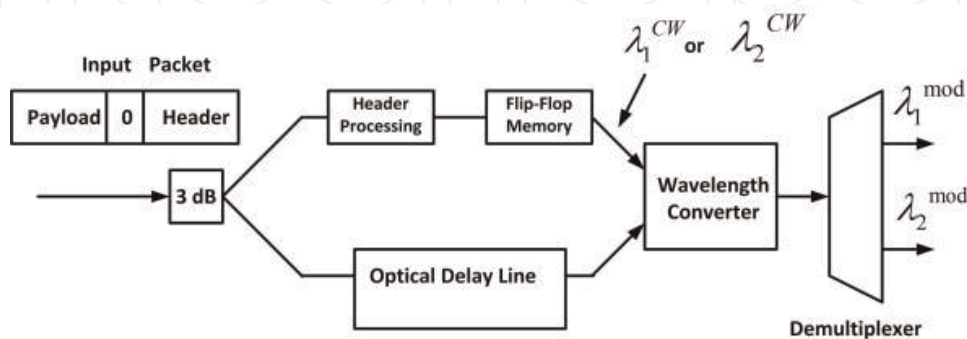 λ₁ᶜᵂ or λ₂ᶜᵂ
Input Packet
Payload 0 Header
Header
Processing
Flip-Flop
Memory
3 dB
Wavelength
Converter
Optical Delay Line
λ₁ᵐᵒᵈ
λ₂ᵐᵒᵈ
Demultiplexer